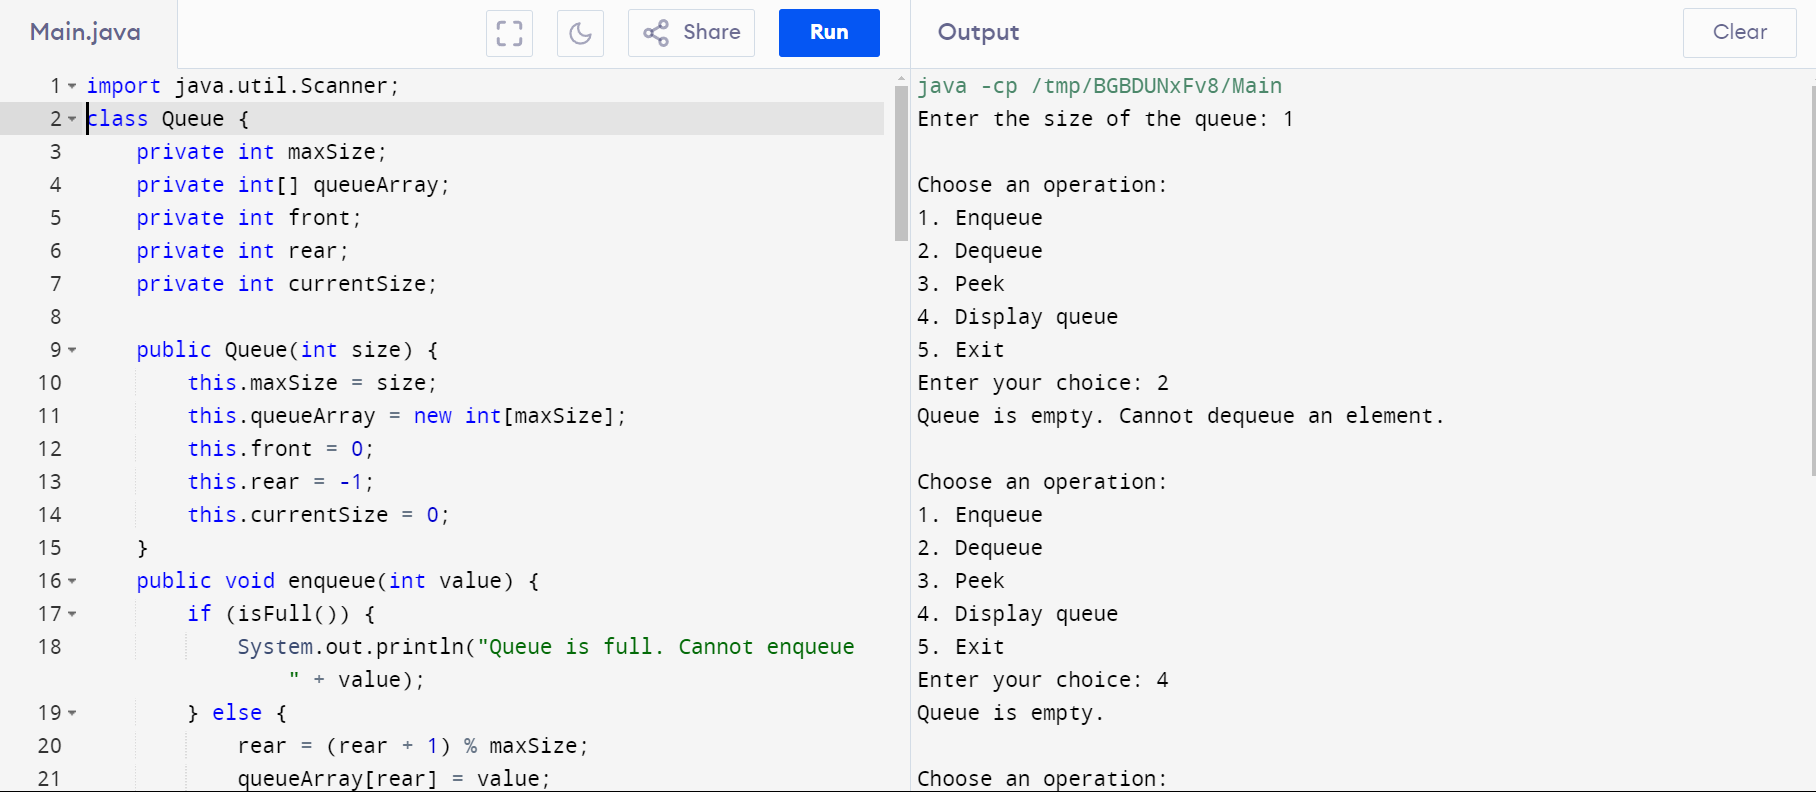 Main.java
Share
Run
1 import java.util.Scanner;
2 class Queue {
3     private int maxSize;
4     private int[] queueArray;
5     private int front;
6     private int rear;
7     private int currentSize;
8
9     public Queue(int size) {
10         this.maxSize = size;
11         this.queueArray = new int[maxSize];
12         this.front = 0;
13         this.rear = -1;
14         this.currentSize = 0;
15     }
16     public void enqueue(int value) {
17         if (isFull()) {
18             System.out.println("Queue is full. Cannot enqueue
                " + value);
19         } else {
20             rear = (rear + 1) % maxSize;
21             queueArray[rear] = value;
Output
Clear
java -cp /tmp/BGBDUNxFv8/Main
Enter the size of the queue: 1

Choose an operation:
1. Enqueue
2. Dequeue
3. Peek
4. Display queue
5. Exit
Enter your choice: 2
Queue is empty. Cannot dequeue an element.

Choose an operation:
1. Enqueue
2. Dequeue
3. Peek
4. Display queue
5. Exit
Enter your choice: 4
Queue is empty.

Choose an operation: